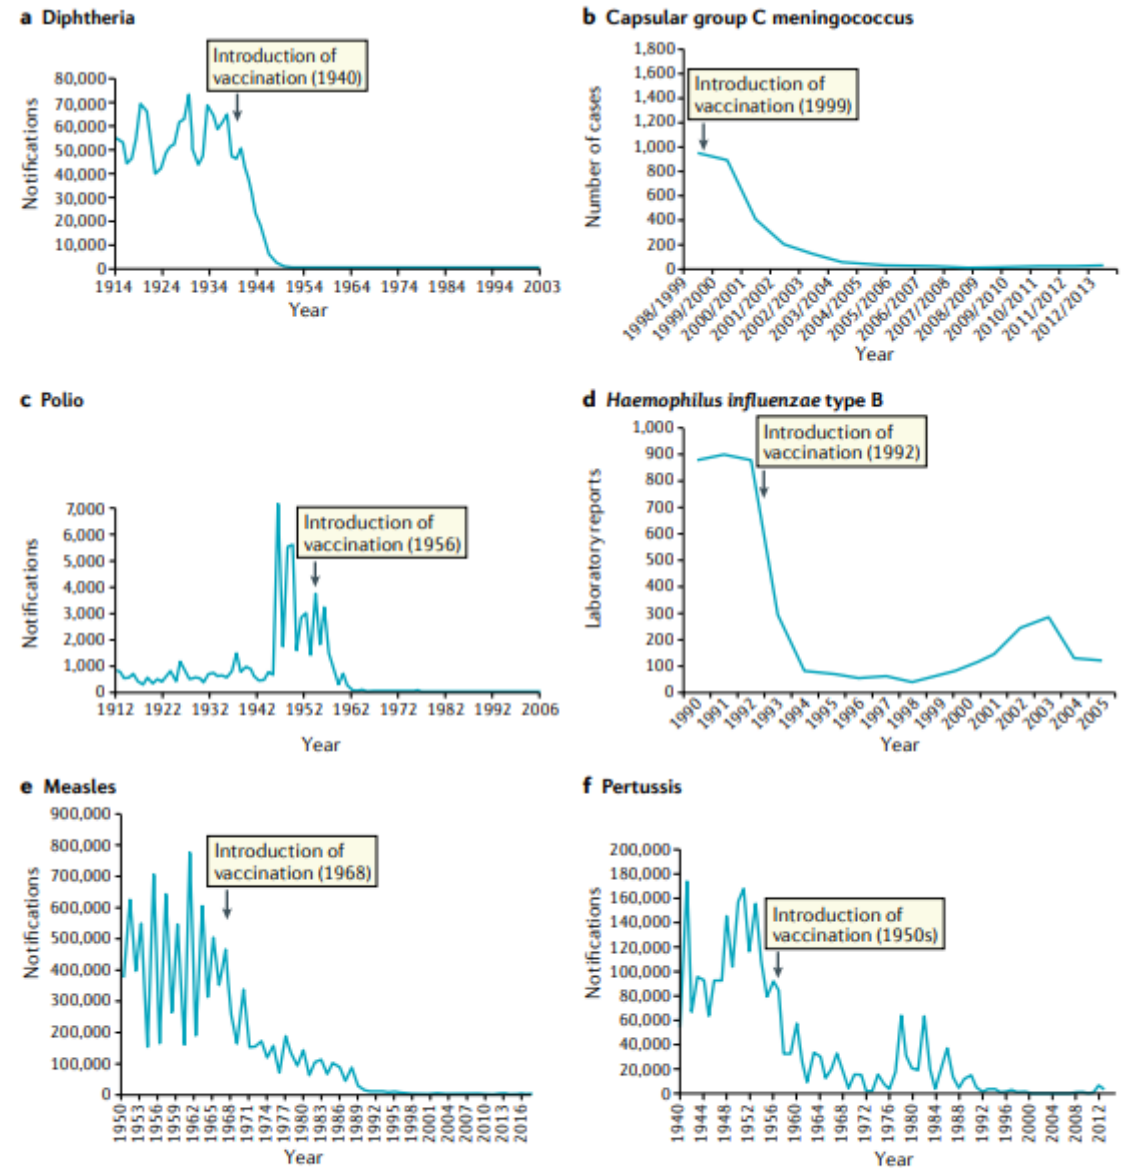 a Diphtheria
Introduction of
vaccination (1940)
80,000
70,000
60,000
50,000
40,000
30,000
20,000
10,000
0
Notifications
1914 1924 1934 1944 1954 1964 1974 1984 1994 2003
Year
b Capsular group C meningococcus
Introduction of
vaccination (1999)
1,800
1,600
1,400
1,200
1,000
800
600
400
200
0
Number of cases
1998/1999 1999/2000 2000/2001 2001/2002 2002/2003 2003/2004 2004/2005 2005/2006 2006/2007 2007/2008 2008/2009 2009/2010 2010/2011 2011/2012 2012/2013
Year
c Polio
Introduction of
vaccination (1956)
7,000
6,000
5,000
4,000
3,000
2,000
1,000
0
Notifications
1912 1922 1932 1942 1952 1962 1972 1982 1992 2006
Year
d Haemophilus influenzae type B
Introduction of
vaccination (1992)
1,000
900
800
700
600
500
400
300
200
100
0
Laboratory reports
1990 1991 1992 1993 1994 1995 1996 1997 1998 1999 2000 2001 2002 2003 2004 2005
Year
e Measles
Introduction of
vaccination (1968)
900,000
800,000
700,000
600,000
500,000
400,000
300,000
200,000
100,000
0
Notifications
1950 1953 1956 1959 1962 1965 1968 1971 1974 1977 1980 1983 1986 1989 1992 1995 1998 2001 2004 2007 2010 2013 2016
Year
f Pertussis
Introduction of
vaccination (1950s)
200,000
180,000
160,000
140,000
120,000
100,000
80,000
60,000
40,000
20,000
0
Notifications
1940 1944 1948 1952 1956 1960 1964 1968 1972 1976 1980 1984 1988 1992 1996 2000 2004 2008 2012
Year